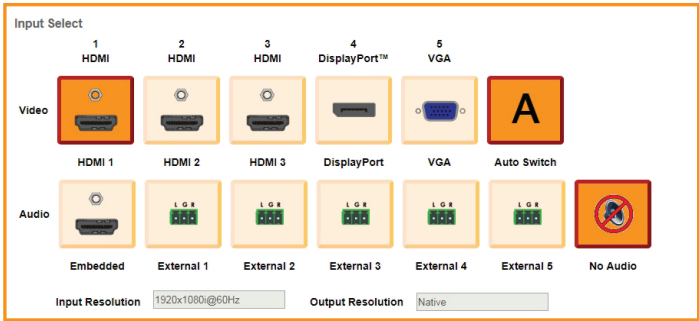 Input Select
1 2 3 4 5
HDMI HDMI HDMI DisplayPort™ VGA
Video A
HDMI 1 HDMI 2 HDMI 3 DisplayPort VGA Auto Switch
L G R L G R L G R L G R L G R
Audio
Embedded External 1 External 2 External 3 External 4 External 5 No Audio
Input Resolution 1920x1080i@60Hz Output Resolution Native